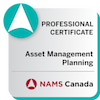 PROFESSIONAL
CERTIFICATE
Asset Management
Planning
NAMS Canada